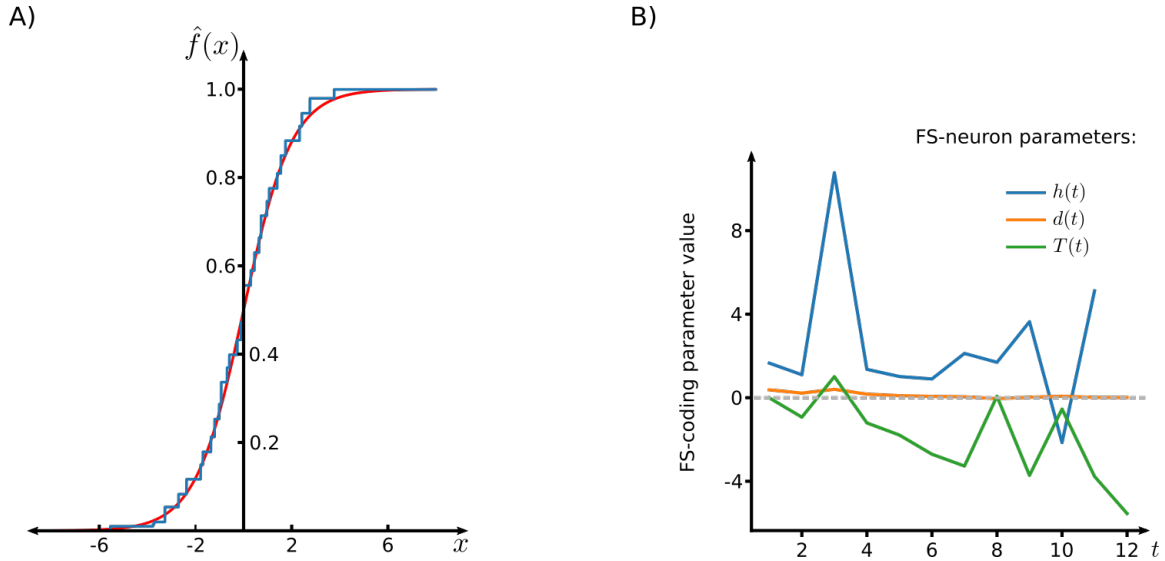 A)
f̂(x)
1.0
0.8
0.6
0.4
0.2
-6
-2
2
6
x
B)
FS-neuron parameters:
h(t)
d(t)
T(t)
FS-coding parameter value
8
4
0
-4
2
4
6
8
10
12
t